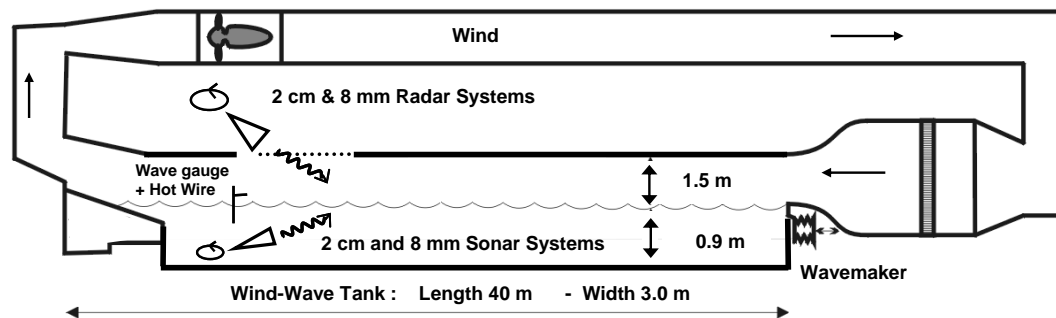 Wind
2 cm & 8 mm Radar Systems
Wave gauge
+ Hot Wire
1.5 m
2 cm and 8 mm Sonar Systems
0.9 m
Wavemaker
Wind-Wave Tank : Length 40 m - Width 3.0 m